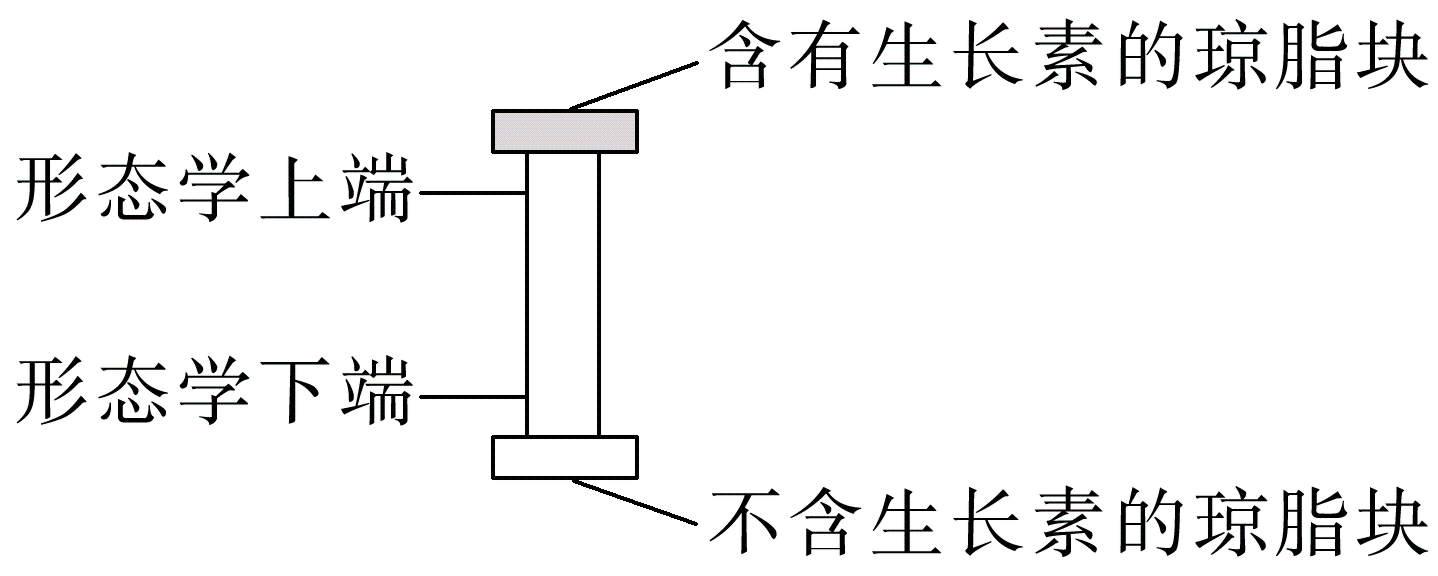 含有生长素的琼脂块
形态学上端
形态学下端
不含生长素的琼脂块